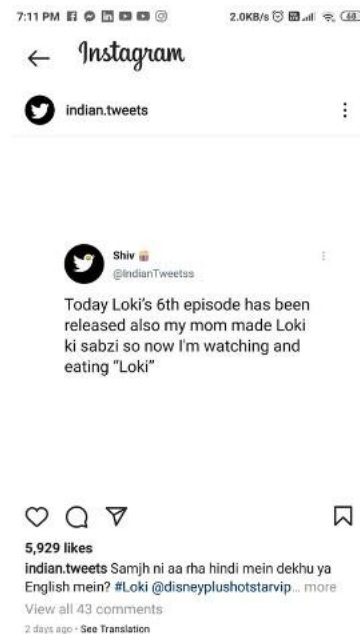 7:11 PM 2.0KB/s
Instagram
indian.tweets
Shiv
@IndianTweetss
Today Loki's 6th episode has been
released also my mom made Loki
ki sabzi so now I'm watching and
eating “Loki”
5,929 likes
indian.tweets Samjh ni aa rha hindi mein dekhu ya
English mein? #Loki @disneyplushotstarvip... more
View all 43 comments
2 days ago · See Translation